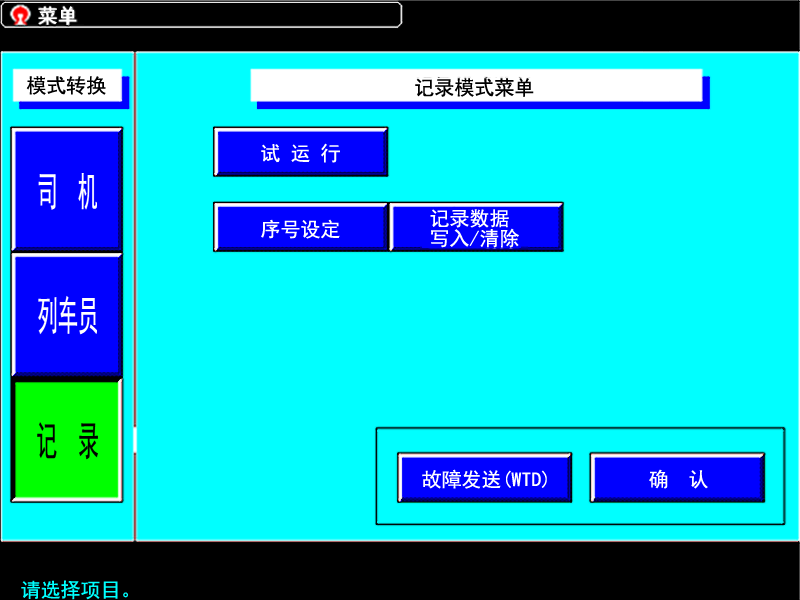 菜单
模式转换
记录模式菜单
司 机
列车员
记 录
试 运 行
序号设定
记录数据
写入/清除
故障发送(WTD)
确 认
请选择项目。